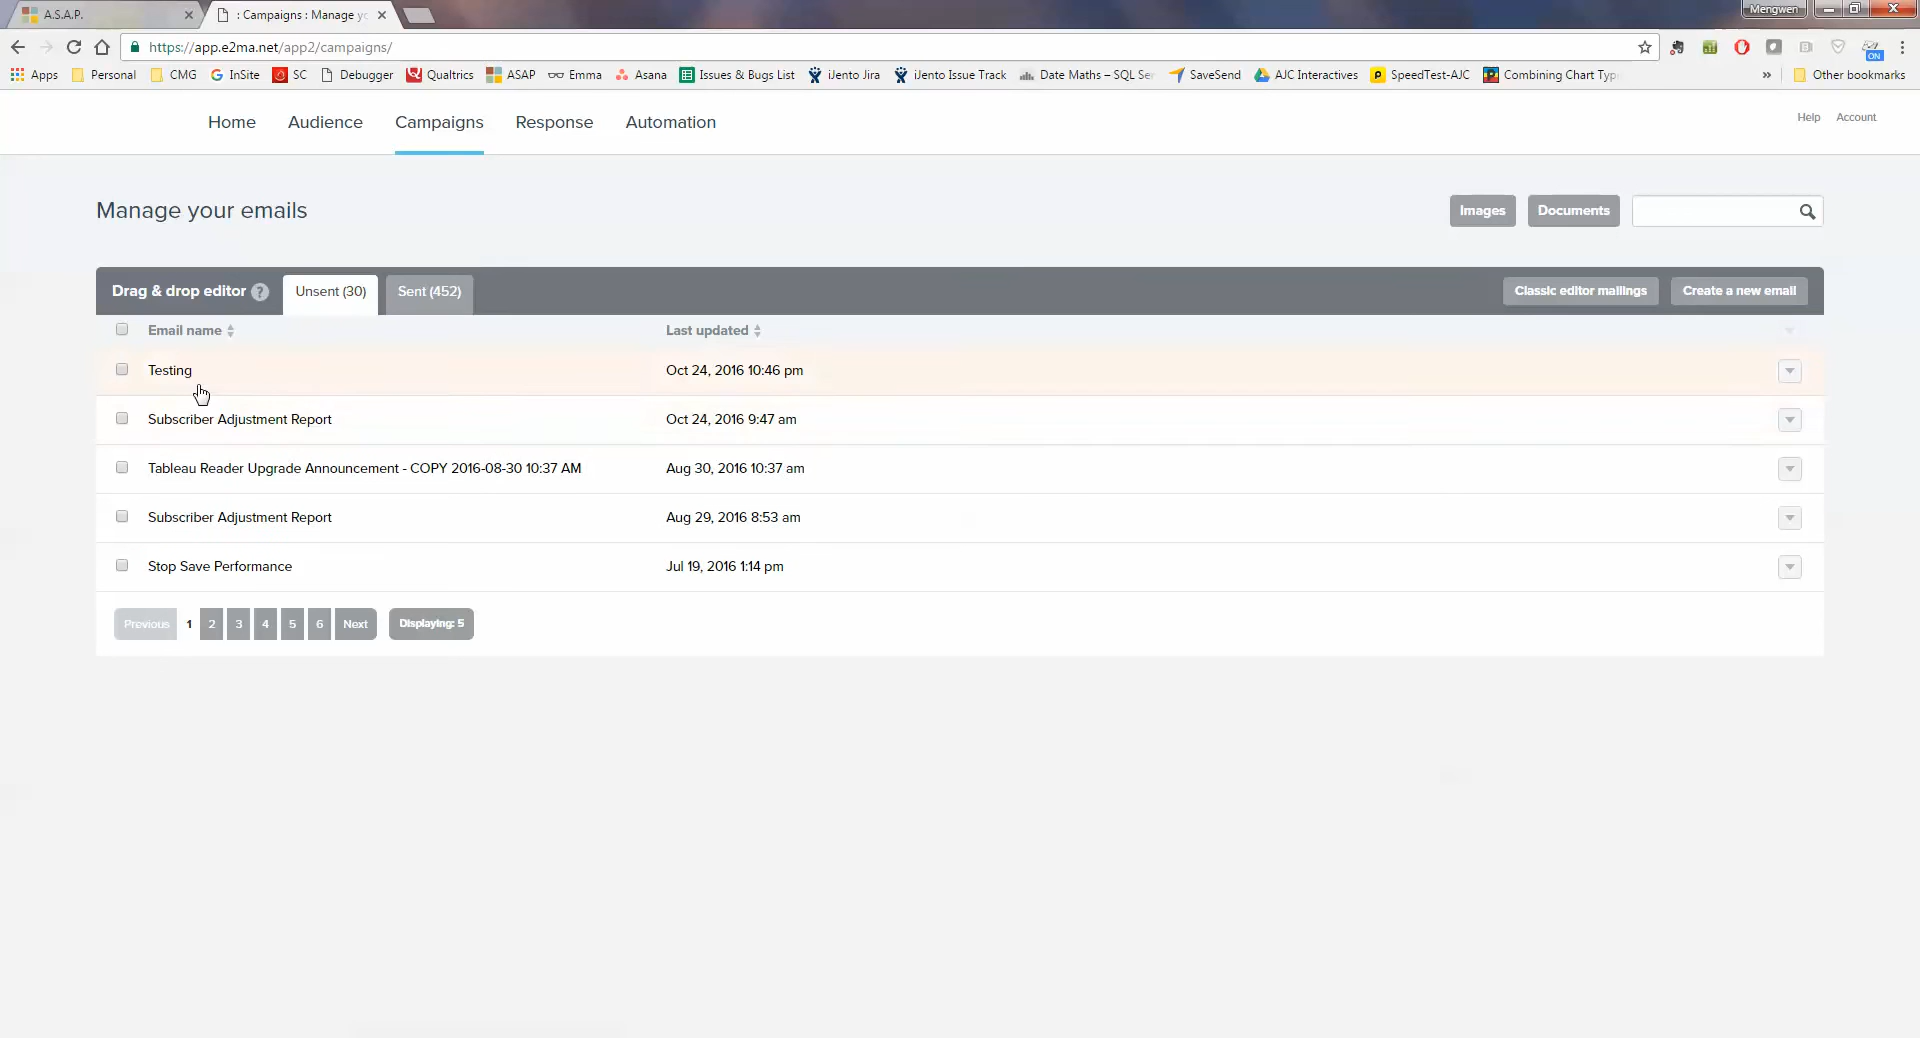 A.S.A.P.
: Campaigns : Manage yo
Mengwen
https://app.e2ma.net/app2/campaigns/
Apps Personal CMG InSite SC Debugger Qualtrics ASAP Emma Asana Issues & Bugs List iJento Jira iJento Issue Track Date Maths – SQL Ser SaveSend AJC Interactives SpeedTest-AJC Combining Chart Typ » Other bookmarks
ON
Home Audience Campaigns Response Automation Help Account
Manage your emails Images Documents
Drag & drop editor ? Unsent (30) Sent (452) Classic editor mailings Create a new email
Email name Last updated
Testing Oct 24, 2016 10:46 pm
Subscriber Adjustment Report Oct 24, 2016 9:47 am
Tableau Reader Upgrade Announcement - COPY 2016-08-30 10:37 AM Aug 30, 2016 10:37 am
Subscriber Adjustment Report Aug 29, 2016 8:53 am
Stop Save Performance Jul 19, 2016 1:14 pm
Previous 1 2 3 4 5 6 Next Displaying: 5